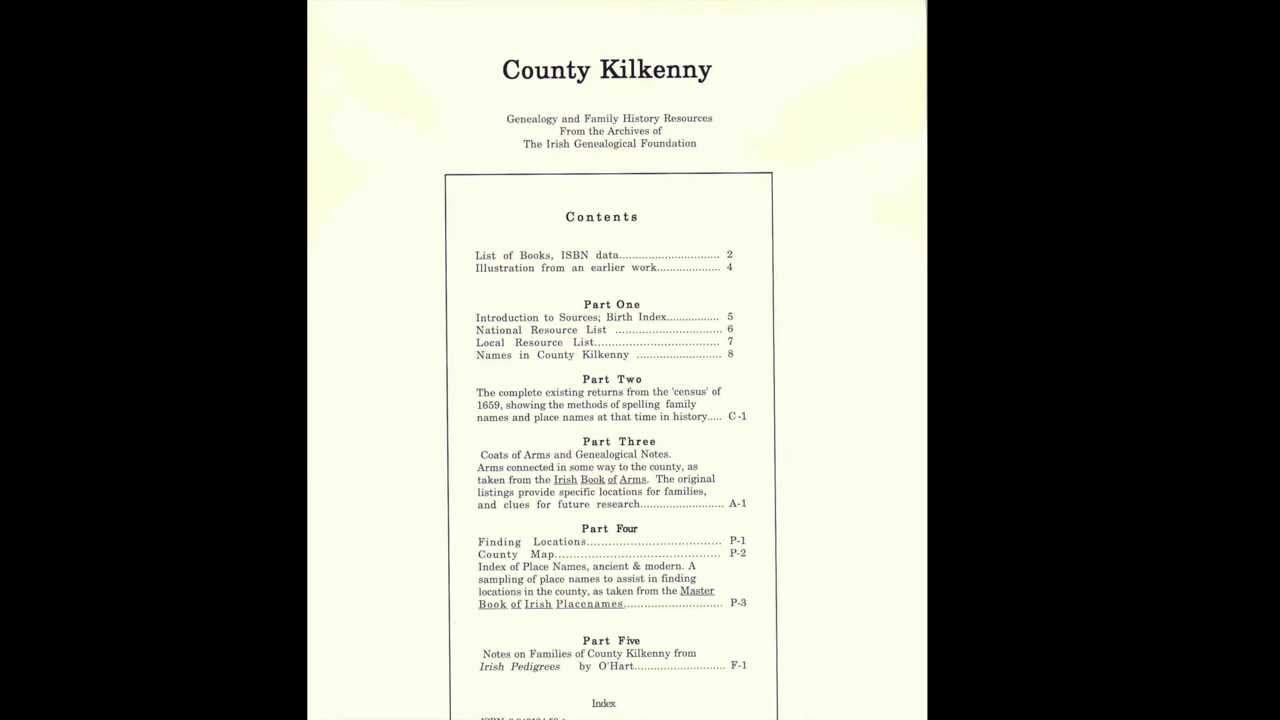 County Kilkenny
Genealogy and Family History Resources
From the Archives of
The Irish Genealogical Foundation
Contents
List of Books, ISBN data............................. 2
Illustration from an earlier work................... 4
Part One
Introduction to Sources; Birth Index................ 5
National Resource List ............................. 6
Local Resource List.................................. 7
Names in County Kilkenny ....................... 8
Part Two
The complete existing returns from the 'census' of
1659, showing the methods of spelling family
names and place names at that time in history..... C-1
Part Three
Coats of Arms and Genealogical Notes.
Arms connected in some way to the county, as
taken from the Irish Book of Arms. The original
listings provide specific locations for families,
and clues for future research......................... A-1
Part Four
Finding Locations...................................... P-1
County Map.............................................. P-2
Index of Place Names, ancient & modern. A
sampling of place names to assist in finding
locations in the county, as taken from the Master
Book of Irish Placenames........................... P-3
Part Five
Notes on Families of County Kilkenny from
Irish Pedigrees by O'Hart......................... F-1
Index